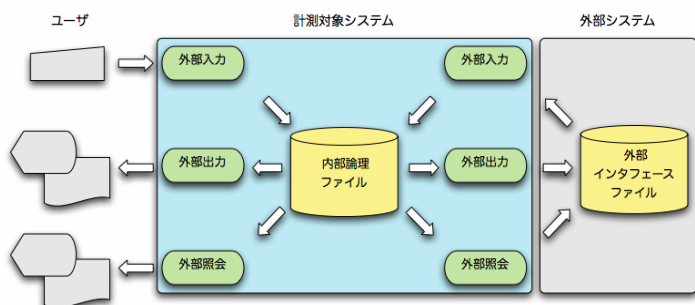 ユーザ
計測対象システム
外部システム
外部入力
外部入力
外部出力
内部論理
ファイル
外部出力
外部
インタフェース
ファイル
外部照会
外部照会